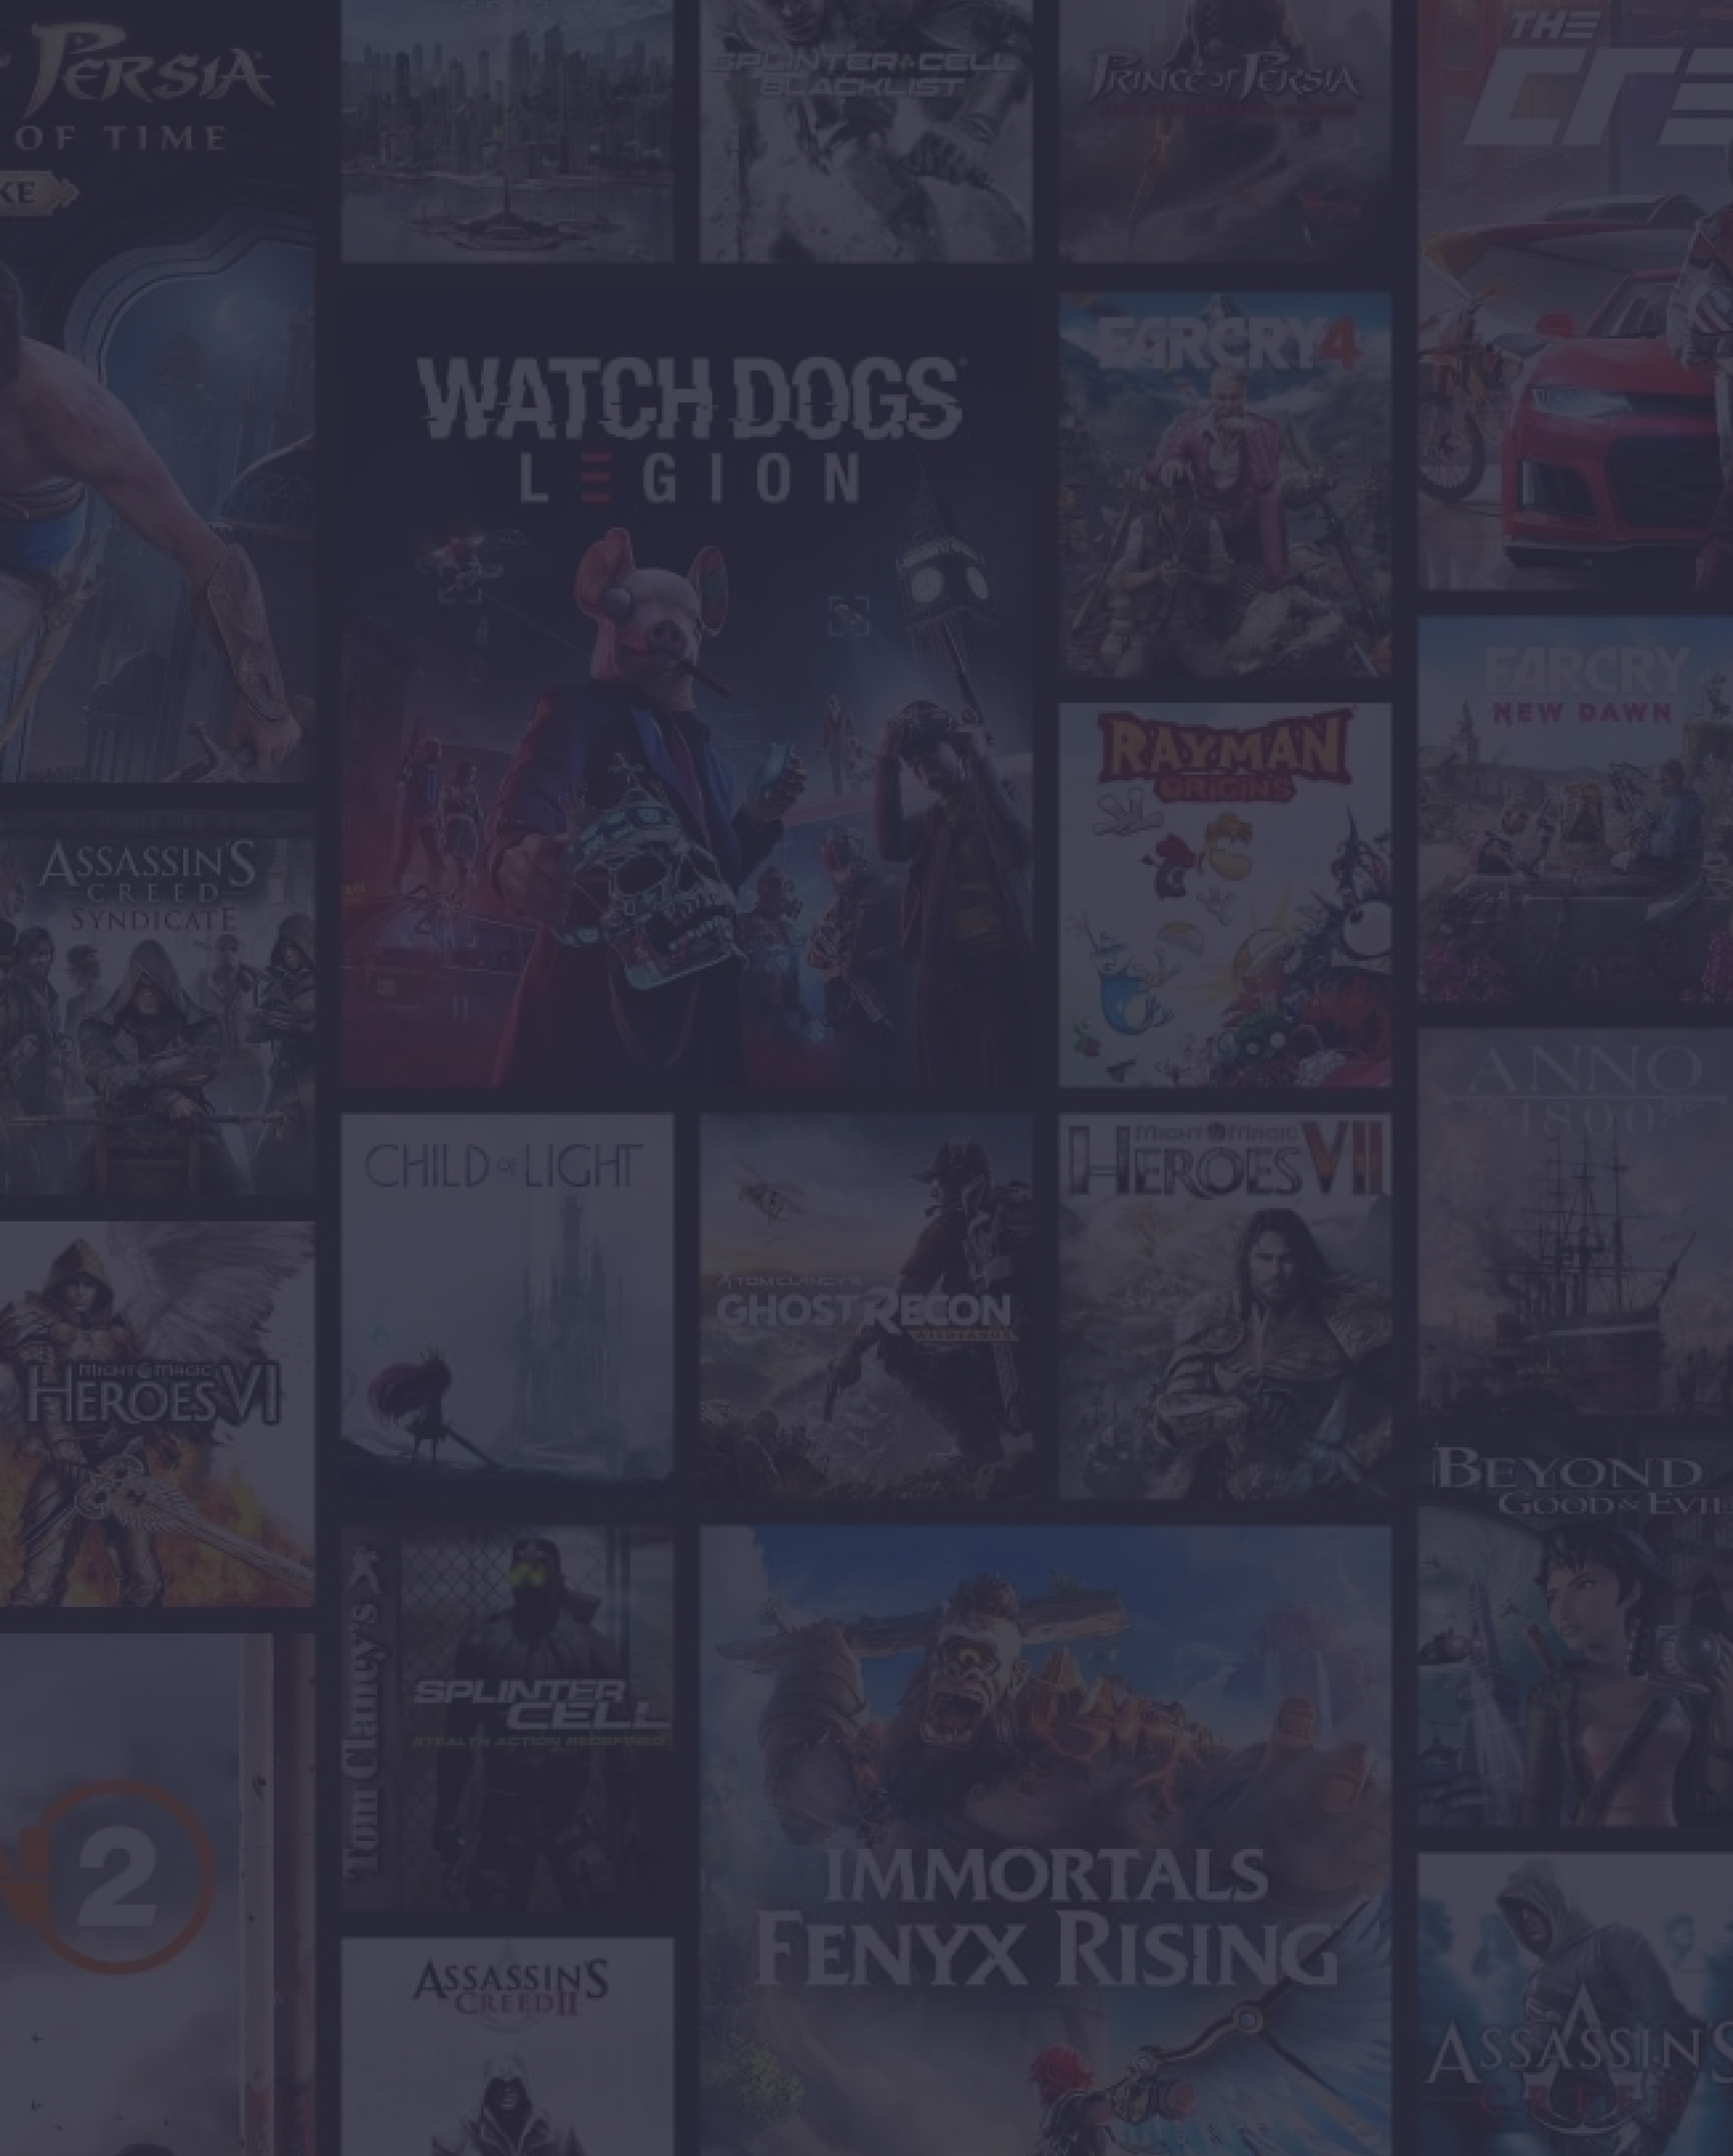 PERSIA
OF TIME
KE
SPLINTER CELL
BLACKLIST
PRINCE OF PERSIA
THE
CRE
WATCH DOGS
LEGION
FARCRY4
RAYMAN
ORIGINS
FARCRY
NEW DAWN
ASSASSIN'S
CREED
SYNDICATE
CHILD OF LIGHT
TOM CLANCY'S
GHOST RECON
WILDLANDS
MIGHT & MAGIC
HEROES VII
ANNO
1800
MIGHT & MAGIC
HEROES VI
Tom Clancy's
SPLINTER
CELL
STEALTH ACTION REDEFINED
BEYOND
GOOD & EVIL
IMMORTALS
FENYX RISING
2
ASSASSIN'S
CREED II
ASSASSIN'S
CREED